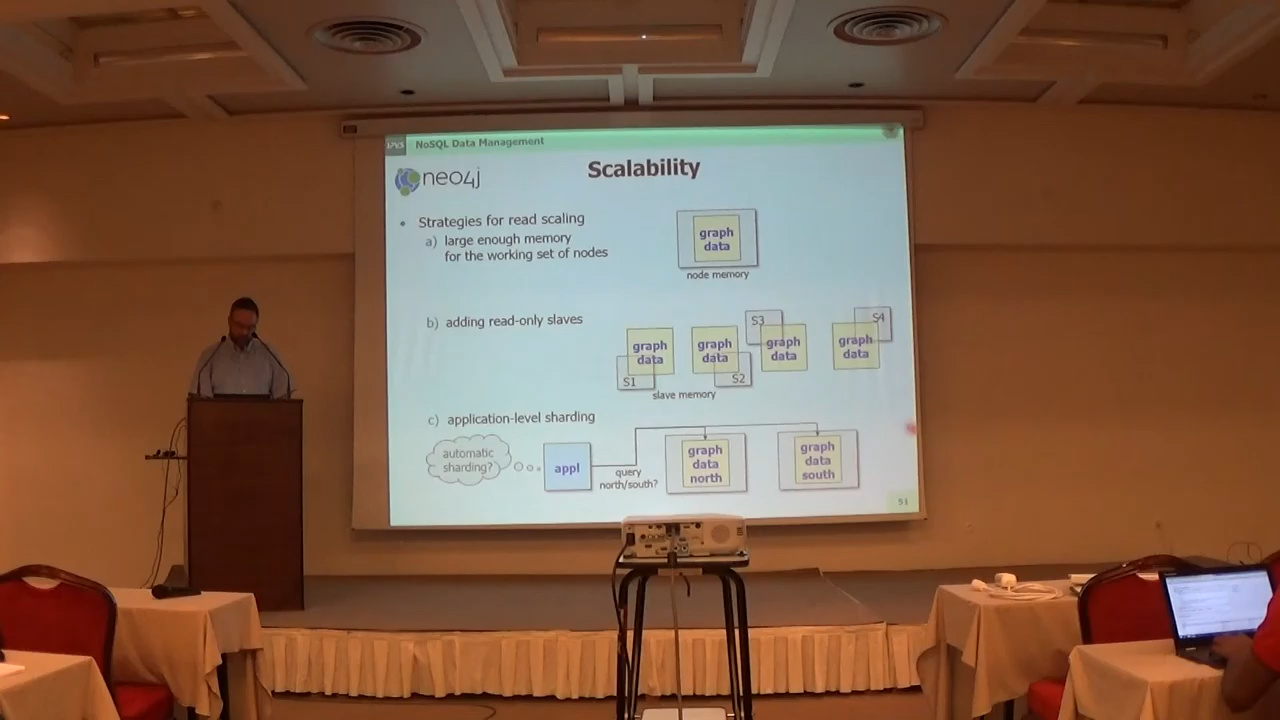 NoSQL Data Management
neo4j
Scalability
• Strategies for read scaling
a) large enough memory
for the working set of nodes
graph
data
node memory
b) adding read-only slaves
graph
data
S1
graph
data
S2
S3
graph
data
S4
graph
data
slave memory
c) application-level sharding
automatic
sharding?
appl
query
north/south?
graph
data
north
graph
data
south
51